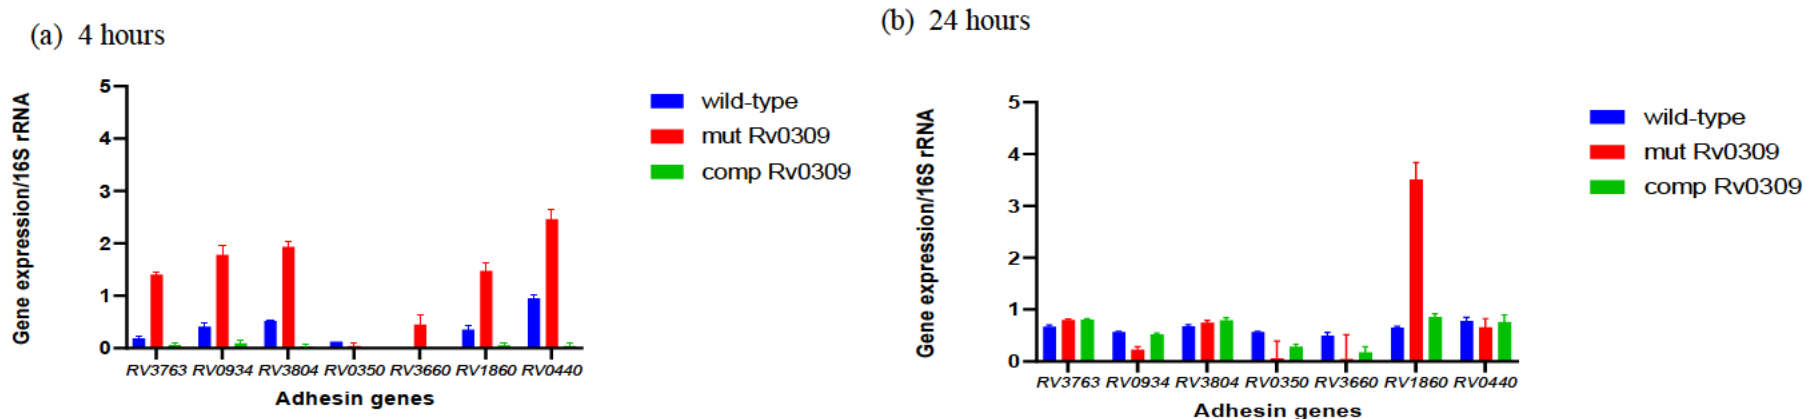 (a) 4 hours
5
4
3
2
1
0
Gene expression/16S rRNA
RV3763 RV0934 RV3804 RV0350 RV3660 RV1860 RV0440
Adhesin genes
wild-type
mut Rv0309
comp Rv0309
(b) 24 hours
5
4
3
2
1
0
Gene expression/16S rRNA
RV3763 RV0934 RV3804 RV0350 RV3660 RV1860 RV0440
Adhesin genes
wild-type
mut Rv0309
comp Rv0309